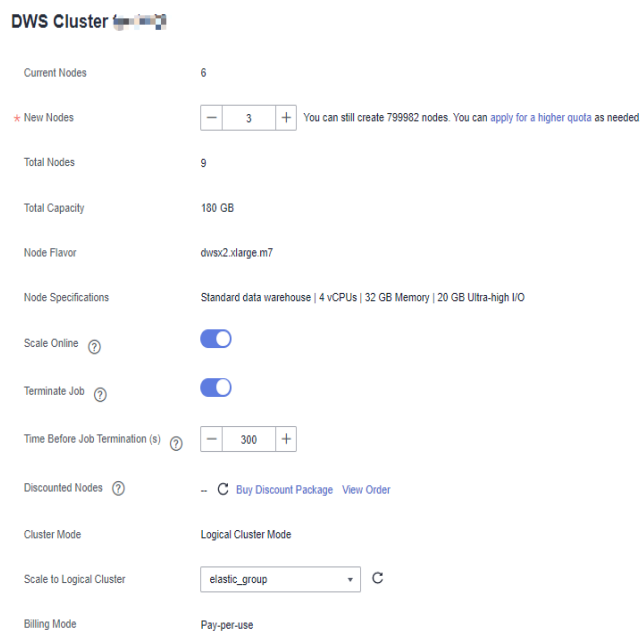 DWS Cluster
Current Nodes 6
* New Nodes − 3 + You can still create 799982 nodes. You can apply for a higher quota as needed
Total Nodes 9
Total Capacity 180 GB
Node Flavor dwsx2.xlarge.m7
Node Specifications Standard data warehouse | 4 vCPUs | 32 GB Memory | 20 GB Ultra-high I/O
Scale Online ?
Terminate Job ?
Time Before Job Termination (s) ? − 300 +
Discounted Nodes ? -- Buy Discount Package View Order
Cluster Mode Logical Cluster Mode
Scale to Logical Cluster elastic_group
Billing Mode Pay-per-use